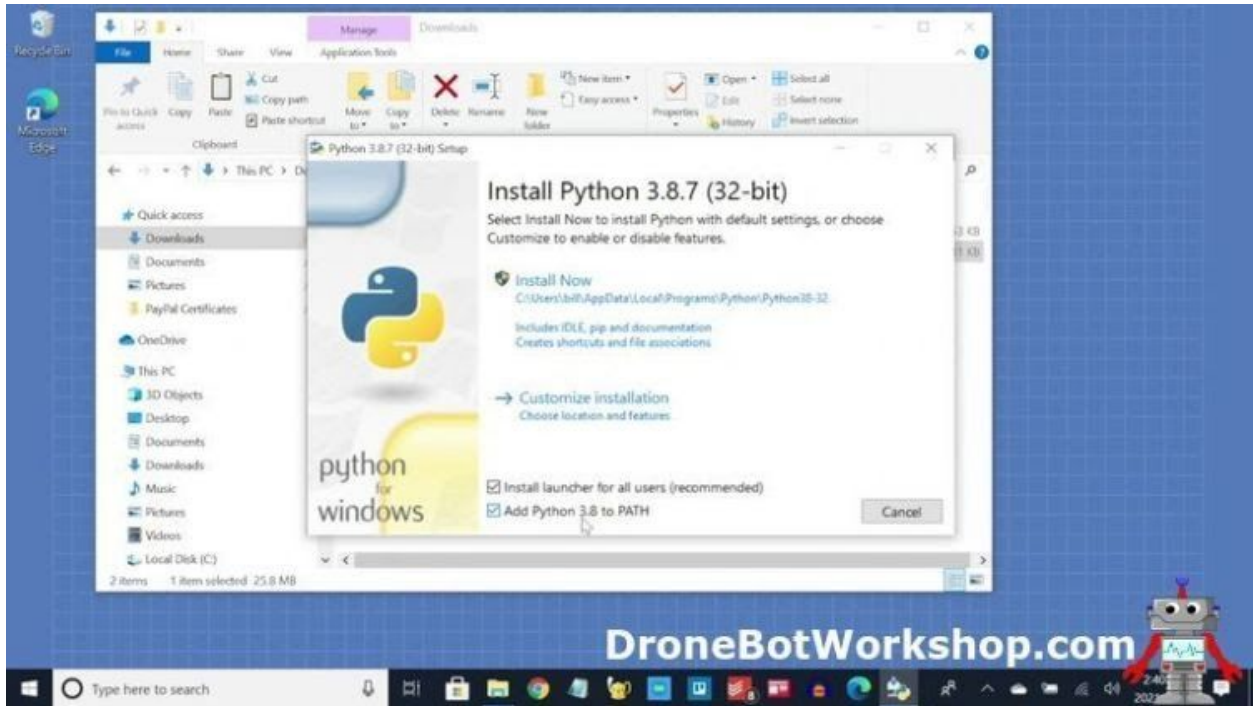 Recycle Bin
Microsoft
Edge
Manage
Downloads
File
Home
Share
View
Application Tools
Pin to Quick
access
Copy
Paste
Cut
Copy path
Paste shortcut
Move
to
Copy
to
Delete
Rename
New
folder
New item
Easy access
Properties
Open
Edit
History
Select all
Select none
Invert selection
Clipboard
This PC
Quick access
Downloads
Documents
Pictures
PayPal Certificates
OneDrive
This PC
3D Objects
Desktop
Documents
Downloads
Music
Pictures
Videos
Local Disk (C:)
2 items 1 item selected 25.8 MB
KB
KB
Python 3.8.7 (32-bit) Setup
Install Python 3.8.7 (32-bit)
Select Install Now to install Python with default settings, or choose
Customize to enable or disable features.
Install Now
C:\Users\bill\AppData\Local\Programs\Python\Python38-32
Includes IDLE, pip and documentation
Creates shortcuts and file associations
Customize installation
Choose location and features
python
for
windows
Install launcher for all users (recommended)
Add Python 3.8 to PATH
Cancel
DroneBotWorkshop.com
Type here to search
8